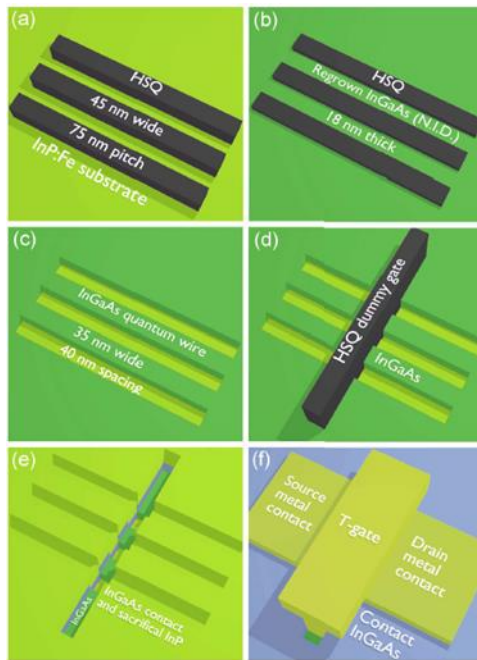 (a)
HSQ
45 nm wide
75 nm pitch
InP:Fe substrate
(b)
HSQ
Regrown InGaAs (N.I.D.)
18 nm thick
(c)
InGaAs quantum wire
35 nm wide
40 nm spacing
(d)
HSQ dummy gate
InGaAs
(e)
InGaAs
InGaAs contact
and sacrifical InP
(f)
Source
metal
contact
T-gate
Drain
metal
contact
Contact
InGaAs